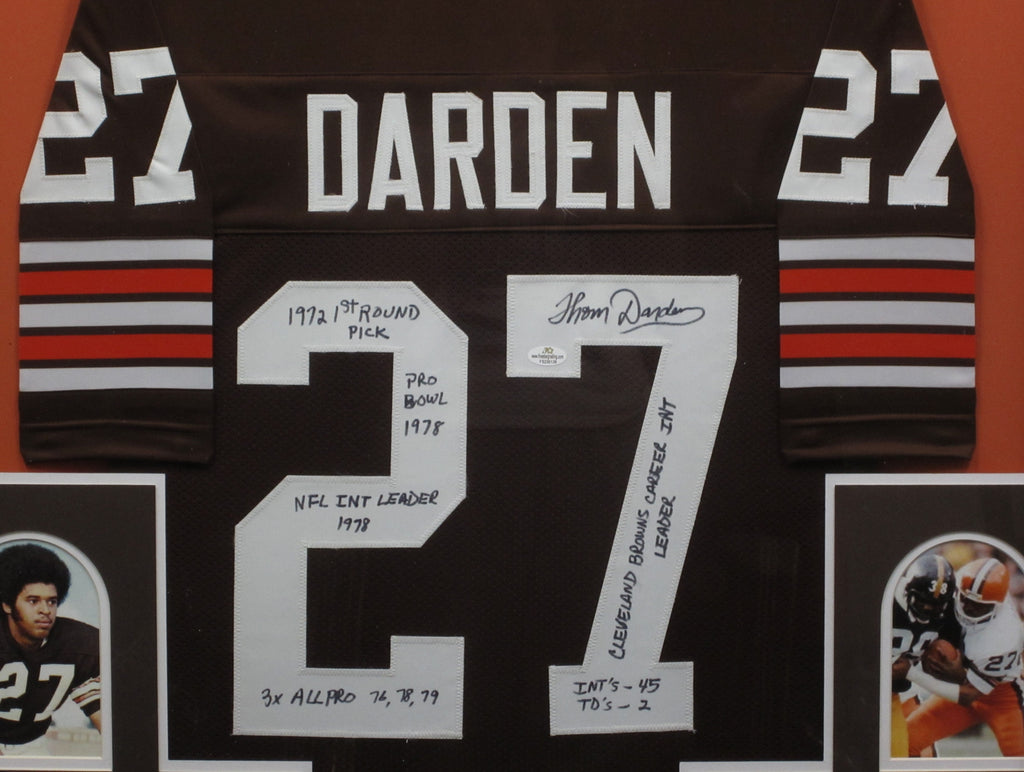 27
DARDEN
27
1972 1ST ROUND
PICK
PRO
BOWL
1978
NFL INT LEADER
1978
3x ALL PRO 76, 78, 79
Thom Darden
CLEVELAND BROWNS CAREER INT
LEADER
INT'S - 45
TD'S - 2
27
27
27